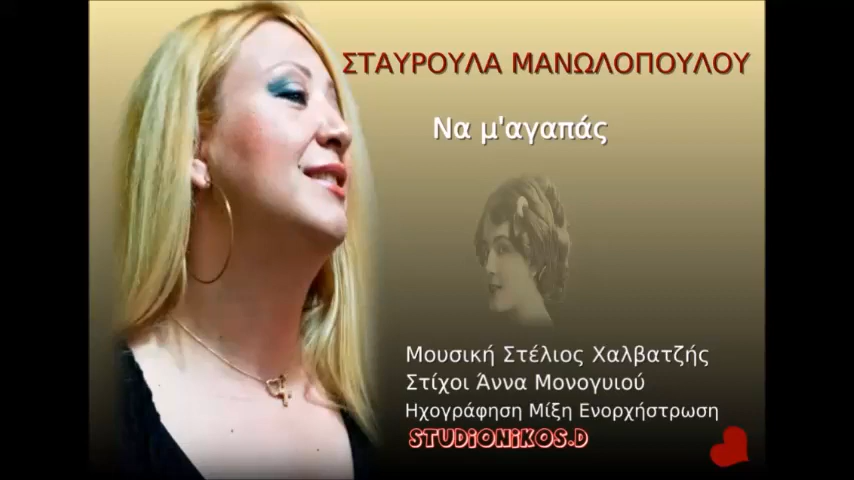 ΣΤΑΥΡΟΥΛΑ ΜΑΝΩΛΟΠΟΥΛΟΥ
Να μ'αγαπάς
Μουσική Στέλιος Χαλβατζής
Στίχοι Άννα Μονογυιού
Ηχογράφηση Μίξη Ενορχήστρωση
STUDIONIKOS.D